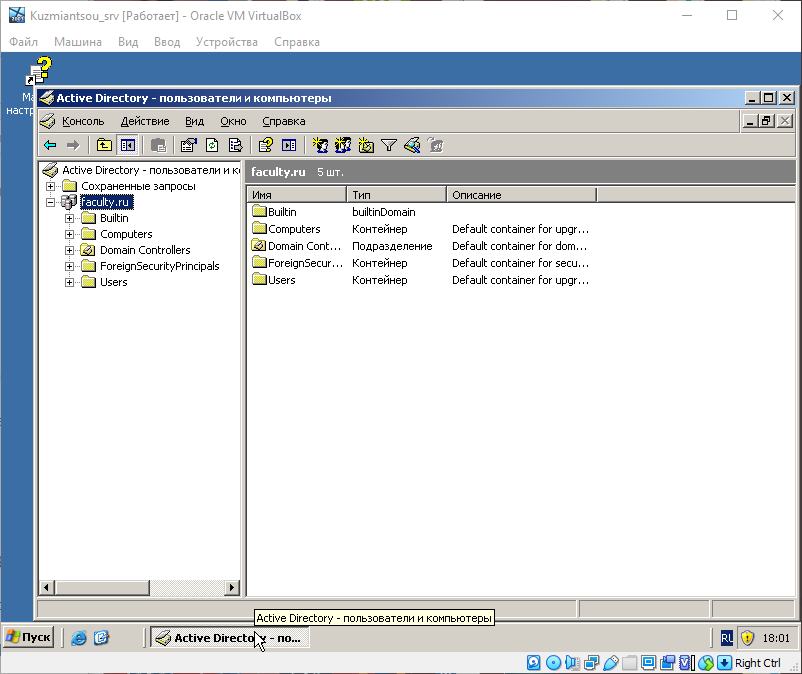 Kuzmiantsou_srv [Работает] - Oracle VM VirtualBox
Файл Машина Вид Ввод Устройства Справка
Active Directory - пользователи и компьютеры
Консоль Действие Вид Окно Справка
Active Directory - пользователи и к
Сохраненные запросы
faculty.ru
Builtin
Computers
Domain Controllers
ForeignSecurityPrincipals
Users
faculty.ru 5 шт.
Имя Тип Описание
Builtin builtinDomain
Computers Контейнер Default container for upgr...
Domain Cont... Подразделение Default container for dom...
ForeignSecur... Контейнер Default container for secu...
Users Контейнер Default container for upgr...
Active Directory - пользователи и компьютеры
Пуск Active Directory - по... RL 18:01
Right Ctrl